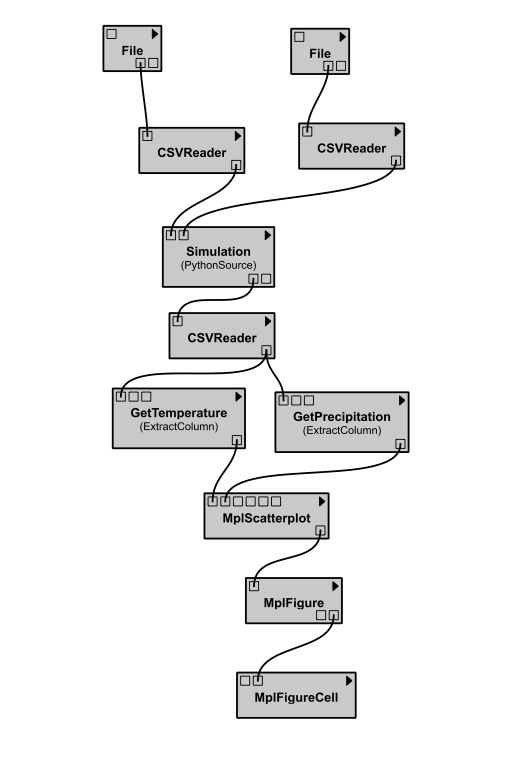 File
File
CSVReader
CSVReader
Simulation
(PythonSource)
CSVReader
GetTemperature
(ExtractColumn)
GetPrecipitation
(ExtractColumn)
MplScatterplot
MplFigure
MplFigureCell